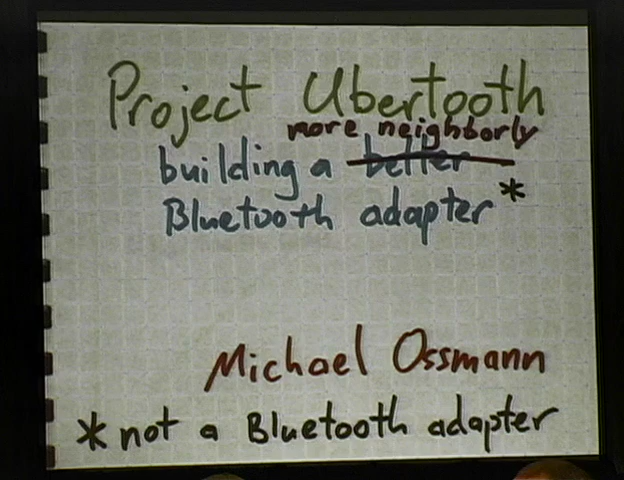 Project Ubertooth
more neighborly
building a better
Bluetooth adapter*
Michael Ossmann
*not a Bluetooth adapter